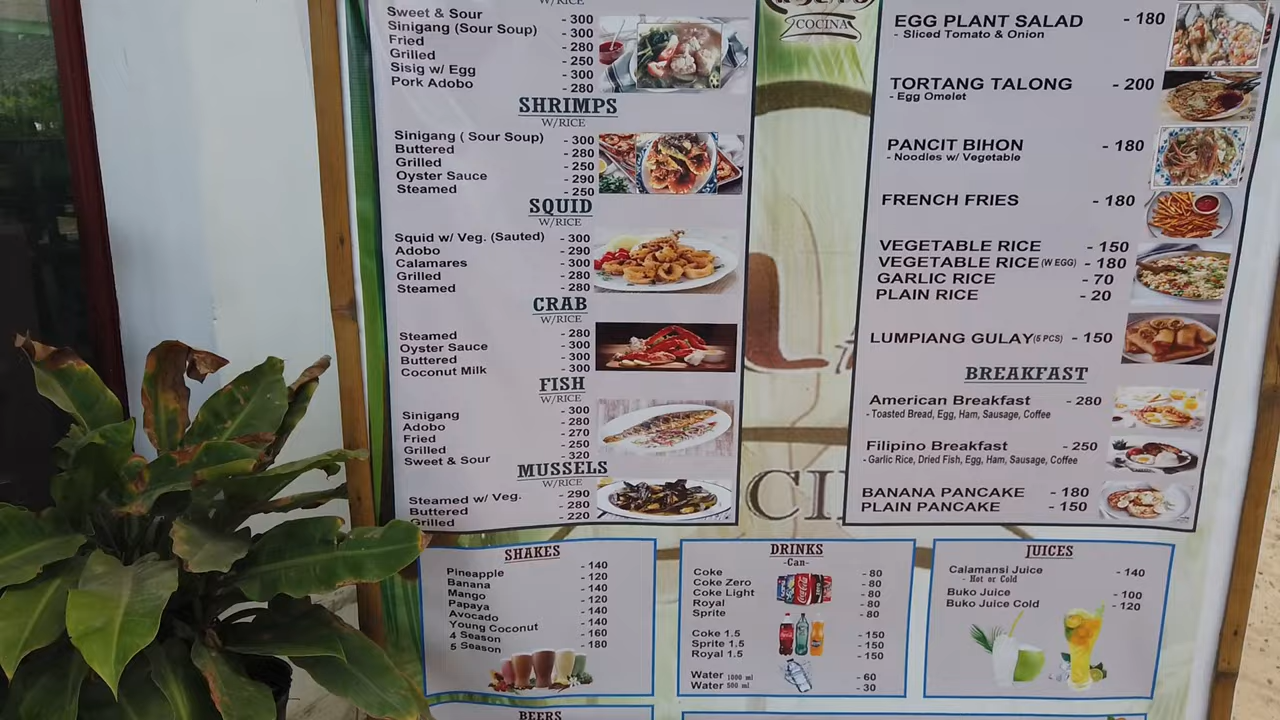 W/RICE
Sweet & Sour - 300
Sinigang (Sour Soup) - 300
Fried - 280
Grilled - 250
Sisig w/ Egg - 300
Pork Adobo - 280
SHRIMPS
W/RICE
Sinigang ( Sour Soup) - 300
Buttered - 280
Grilled - 250
Oyster Sauce - 290
Steamed - 250
SQUID
W/RICE
Squid w/ Veg. (Sauted) - 300
Adobo - 290
Calamares - 300
Grilled - 280
Steamed - 280
CRAB
W/RICE
Steamed - 280
Oyster Sauce - 300
Buttered - 300
Coconut Milk - 300
FISH
W/RICE
Sinigang - 300
Adobo - 280
Fried - 270
Grilled - 250
Sweet & Sour - 320
MUSSELS
W/RICE
Steamed w/ Veg. - 290
Buttered - 280
Grilled - 220
COCINA
EGG PLANT SALAD - 180
- Sliced Tomato & Onion
TORTANG TALONG - 200
- Egg Omelet
PANCIT BIHON - 180
- Noodles w/ Vegetable
FRENCH FRIES - 180
VEGETABLE RICE - 150
VEGETABLE RICE (W EGG) - 180
GARLIC RICE - 70
PLAIN RICE - 20
LUMPIANG GULAY (5 PCS) - 150
BREAKFAST
American Breakfast - 280
- Toasted Bread, Egg, Ham, Sausage, Coffee
Filipino Breakfast - 250
- Garlic Rice, Dried Fish, Egg, Ham, Sausage, Coffee
BANANA PANCAKE - 180
PLAIN PANCAKE - 150
SHAKES
Pineapple - 140
Banana - 120
Mango - 140
Papaya - 120
Avocado - 140
Young Coconut - 140
4 Season - 160
5 Season - 180
DRINKS
-Can-
Coke - 80
Coke Zero - 80
Coke Light - 80
Royal - 80
Sprite - 80
Coke 1.5 - 150
Sprite 1.5 - 150
Royal 1.5 - 150
Water 1000 ml - 60
Water 500 ml - 30
JUICES
Calamansi Juice - 140
- Hot or Cold
Buko Juice - 100
Buko Juice Cold - 120
BEERS